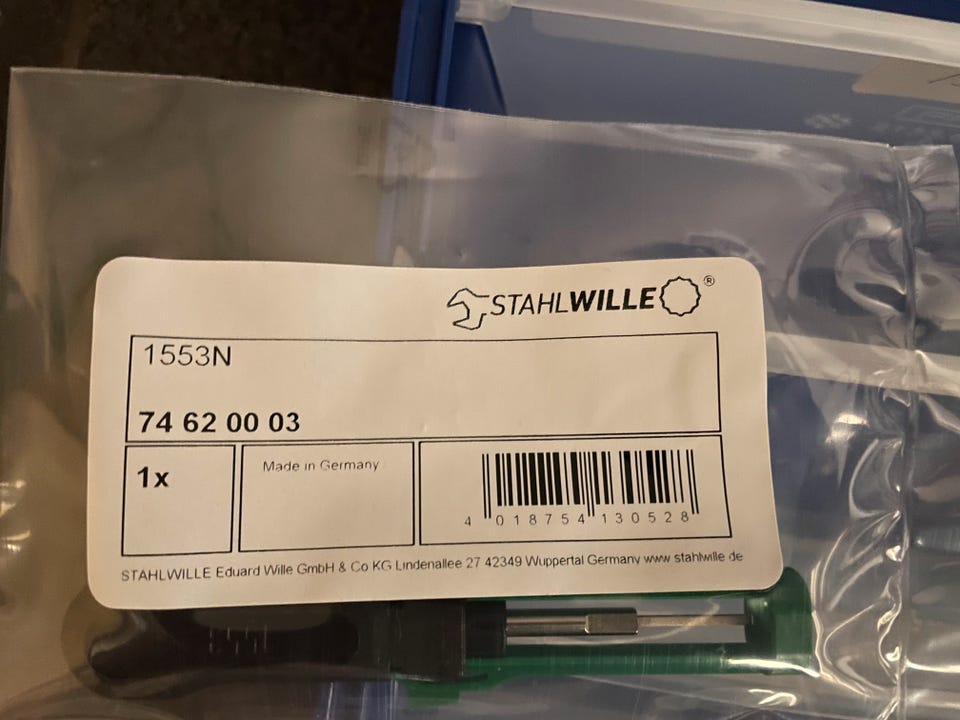 STAHLWILLE®
1553N
74 62 00 03
1x
Made in Germany
4 018754 130528
STAHLWILLE Eduard Wille GmbH & Co KG Lindenallee 27 42349 Wuppertal Germany www stahlwille de